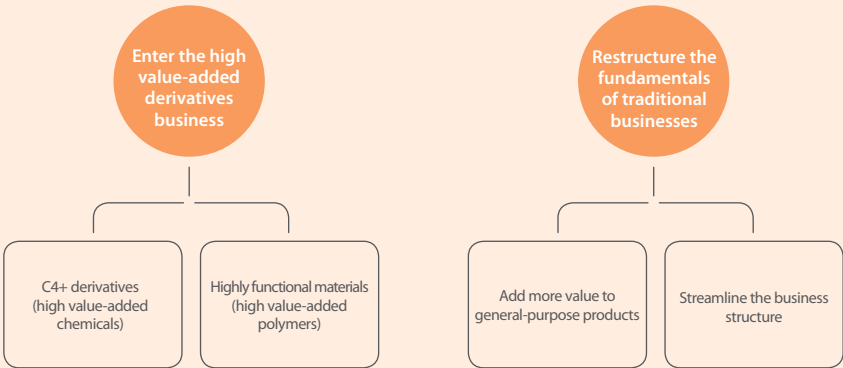 Enter the high
value-added
derivatives
business
Restructure the
fundamentals
of traditional
businesses
C4+ derivatives
(high value-added
chemicals)
Highly functional materials
(high value-added
polymers)
Add more value to
general-purpose products
Streamline the business
structure